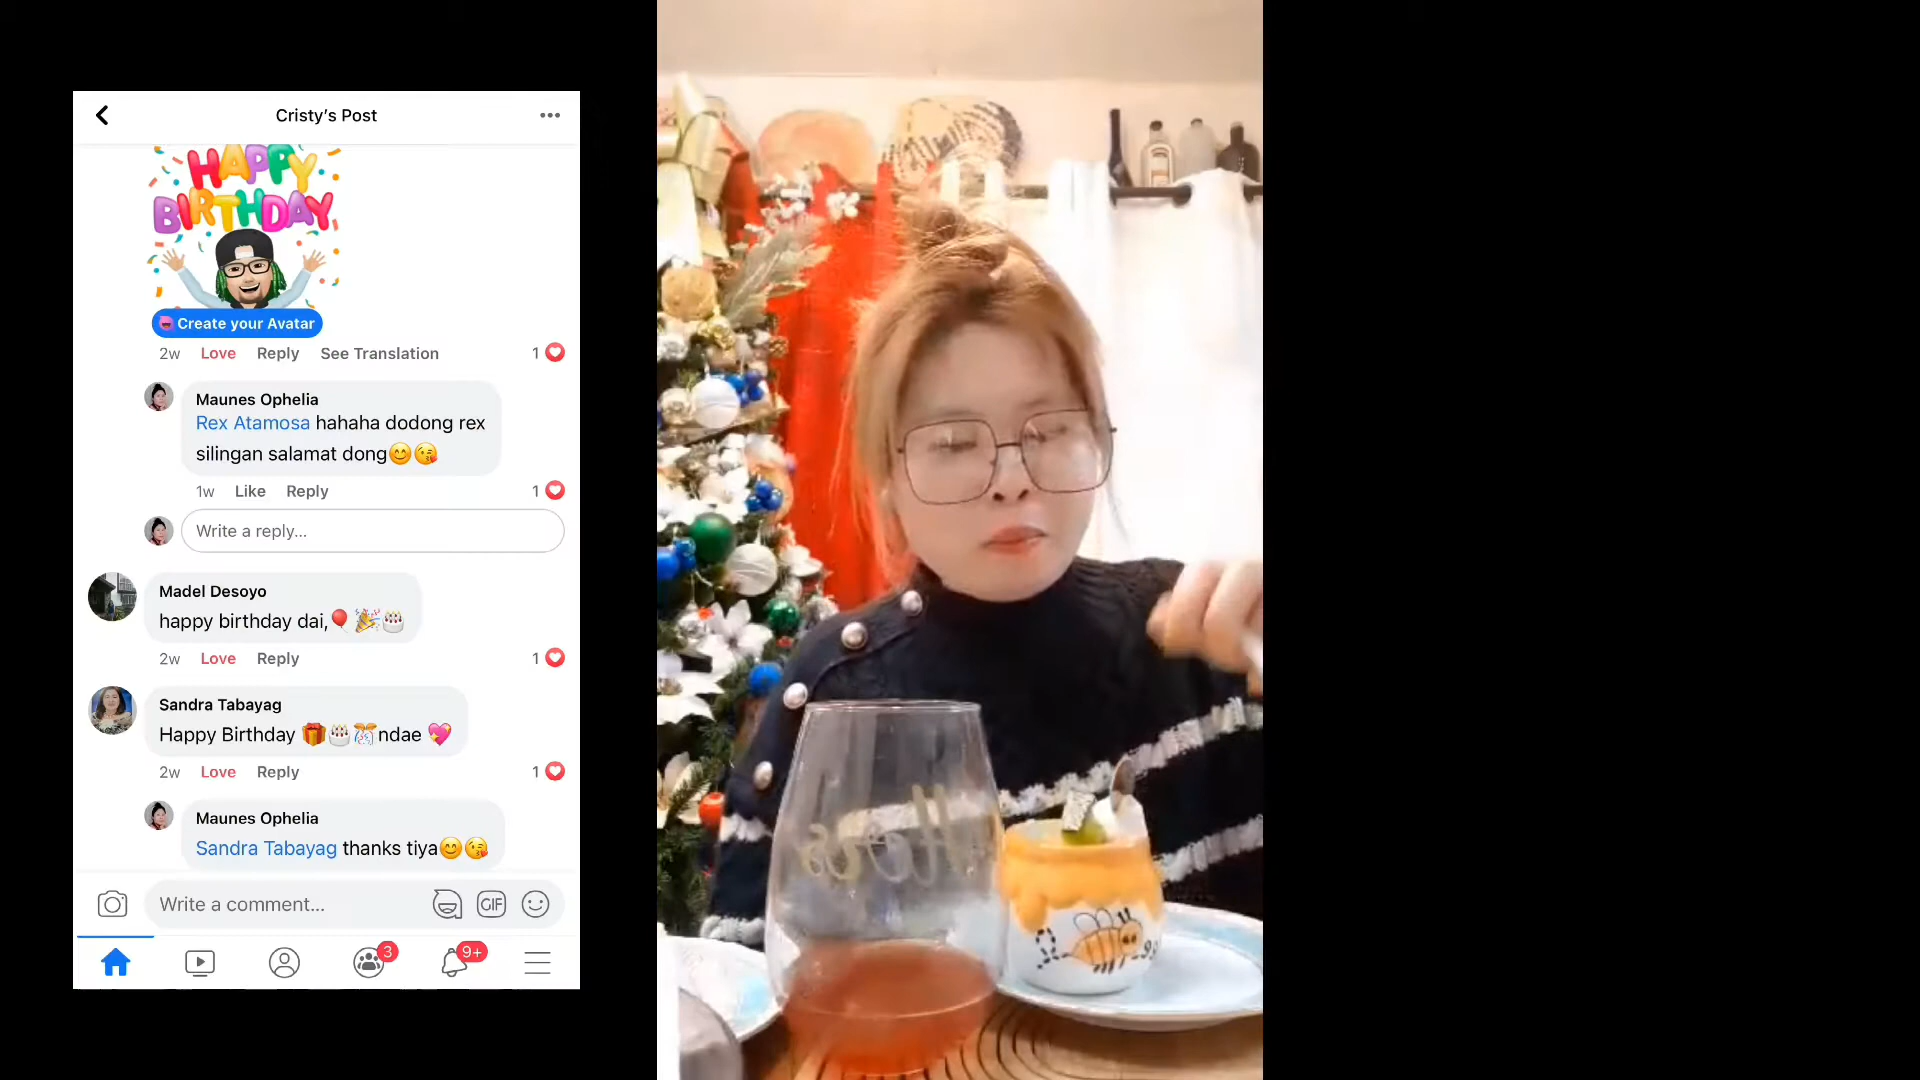 Cristy’s Post
HAPPY
BIRTHDAY
Create your Avatar
2w Love Reply See Translation 1
Maunes Ophelia
Rex Atamosa hahaha dodong rex
silingan salamat dong😊😘
1w Like Reply 1
Write a reply...
Madel Desoyo
happy birthday dai,🎈🎉🎂
2w Love Reply 1
Sandra Tabayag
Happy Birthday 🎁🎂🎊ndae 💖
2w Love Reply 1
Maunes Ophelia
Sandra Tabayag thanks tiya😊😘
Write a comment...
GIF
3
9+